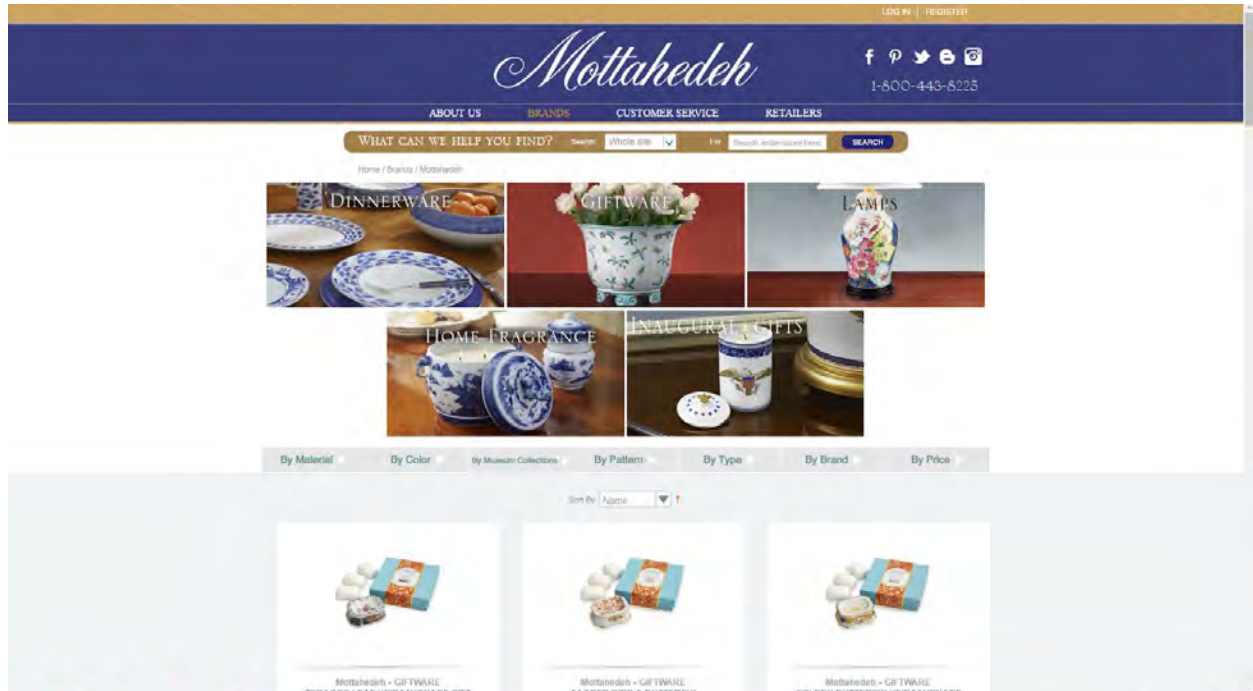 LOG IN | REGISTER
Mottahedeh
1-800-443-8225
ABOUT US BRANDS CUSTOMER SERVICE RETAILERS
WHAT CAN WE HELP YOU FIND? Search: Whole site For Search SEARCH
Home / Brands / Mottahedeh
DINNERWARE GIFTWARE LAMPS
HOME FRAGRANCE INAUGURAL GIFTS
By Material By Color By Museum Collections By Pattern By Type By Brand By Price
Sort By Name
Mottahedeh - GIFTWARE Mottahedeh - GIFTWARE Mottahedeh - GIFTWARE